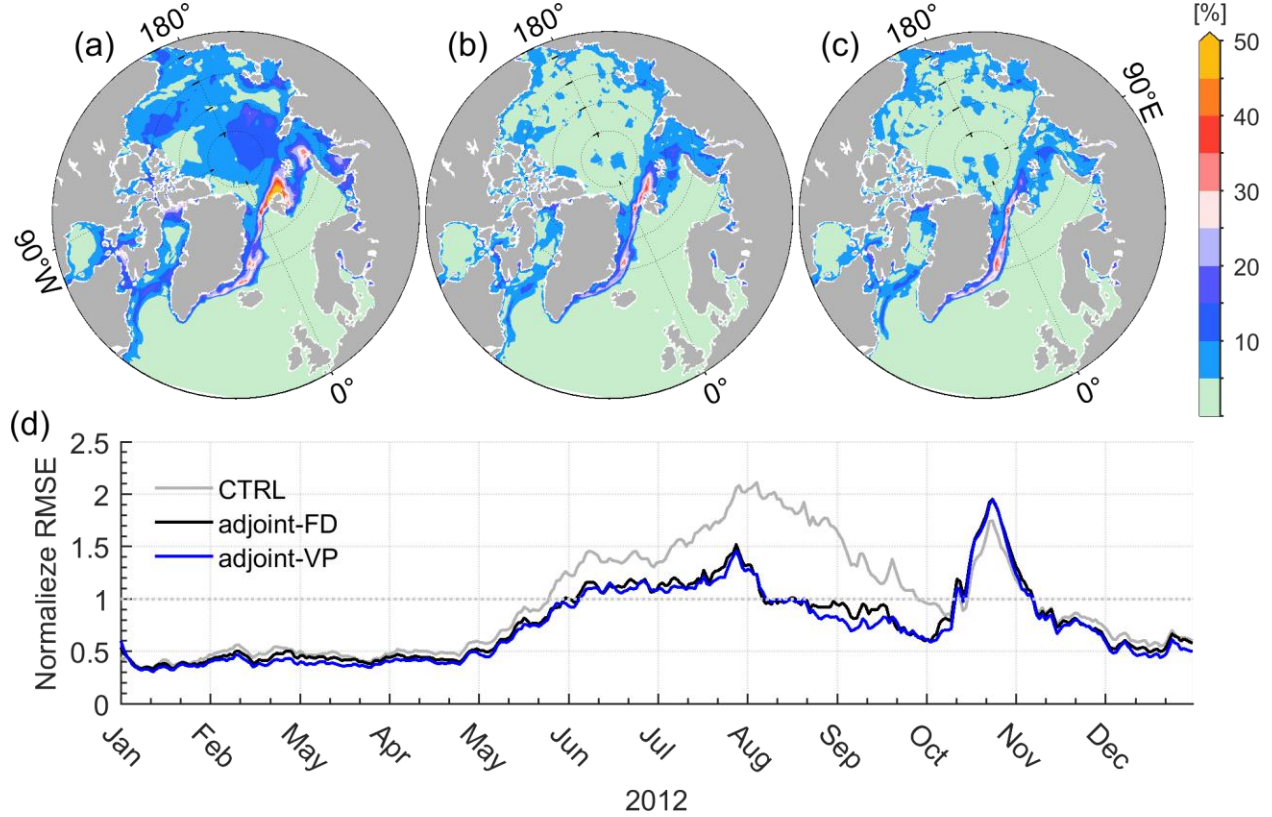 (a)
180°
90°W
0°
(b)
180°
0°
(c)
180°
90°E
0°
[%]
50
40
30
20
10
(d)
Normalieze RMSE
2.5
2
1.5
1
0.5
0
CTRL
adjoint-FD
adjoint-VP
Jan
Feb
May
Apr
May
Jun
Jul
Aug
Sep
Oct
Nov
Dec
2012